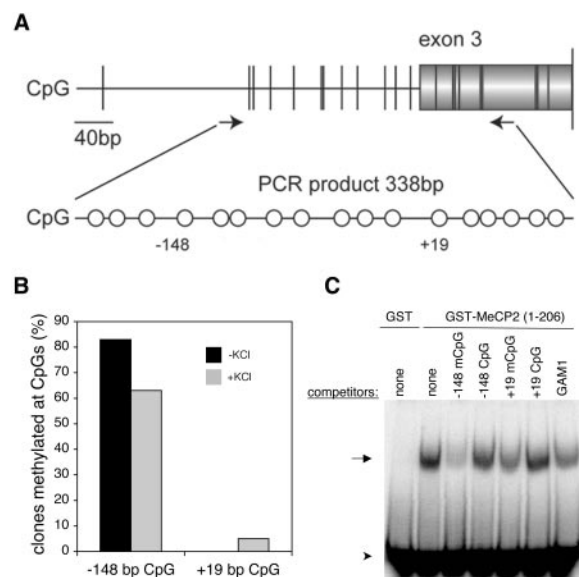 A
exon 3
CpG
40bp
PCR product 338bp
CpG
-148
+19
B
clones methylated at CpGs (%)
90
80
70
60
50
40
30
20
10
0
-KCl
+KCl
-148 bp CpG
+19 bp CpG
C
GST
GST-MeCP2 (1-206)
competitors:
none
none
-148 mCpG
-148 CpG
+19 mCpG
+19 CpG
GAM1